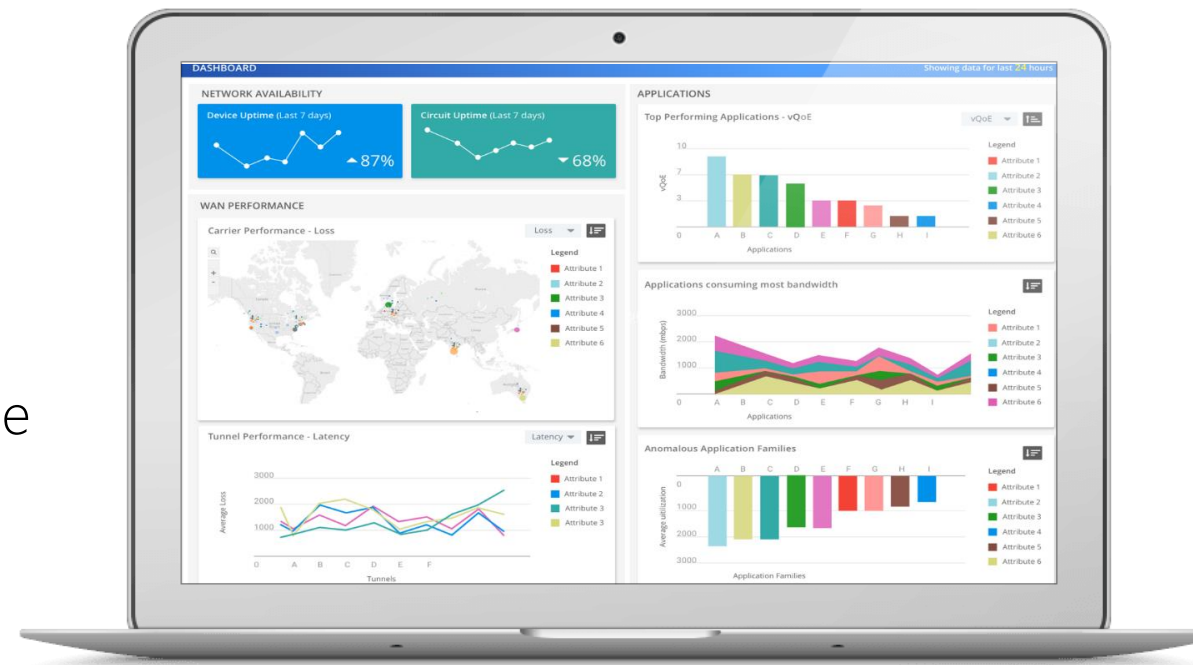 e
DASHBOARD
Showing data for last 24 hours
NETWORK AVAILABILITY
Device Uptime (Last 7 days)
87%
Circuit Uptime (Last 7 days)
68%
WAN PERFORMANCE
Carrier Performance - Loss
Loss
+
-
Legend
Attribute 1
Attribute 2
Attribute 3
Attribute 4
Attribute 5
Attribute 6
Tunnel Performance - Latency
Latency
Average Loss
3000
2000
1000
0 A B C D E F
Tunnels
Legend
Attribute 1
Attribute 2
Attribute 3
Attribute 3
APPLICATIONS
Top Performing Applications - vQoE
vQoE
vQoE
10
7
3
0 A B C D E F G H I
Applications
Legend
Attribute 1
Attribute 2
Attribute 3
Attribute 4
Attribute 5
Attribute 6
Applications consuming most bandwidth
Bandwidth (mbps)
3000
2000
1000
0 A B C D E F G H I
Applications
Legend
Attribute 1
Attribute 2
Attribute 3
Attribute 4
Attribute 5
Attribute 6
Anomalous Application Families
A B C D E F G H I
Average utilization
0
1000
2000
3000
Application Families
Legend
Attribute 1
Attribute 2
Attribute 3
Attribute 4
Attribute 5
Attribute 6